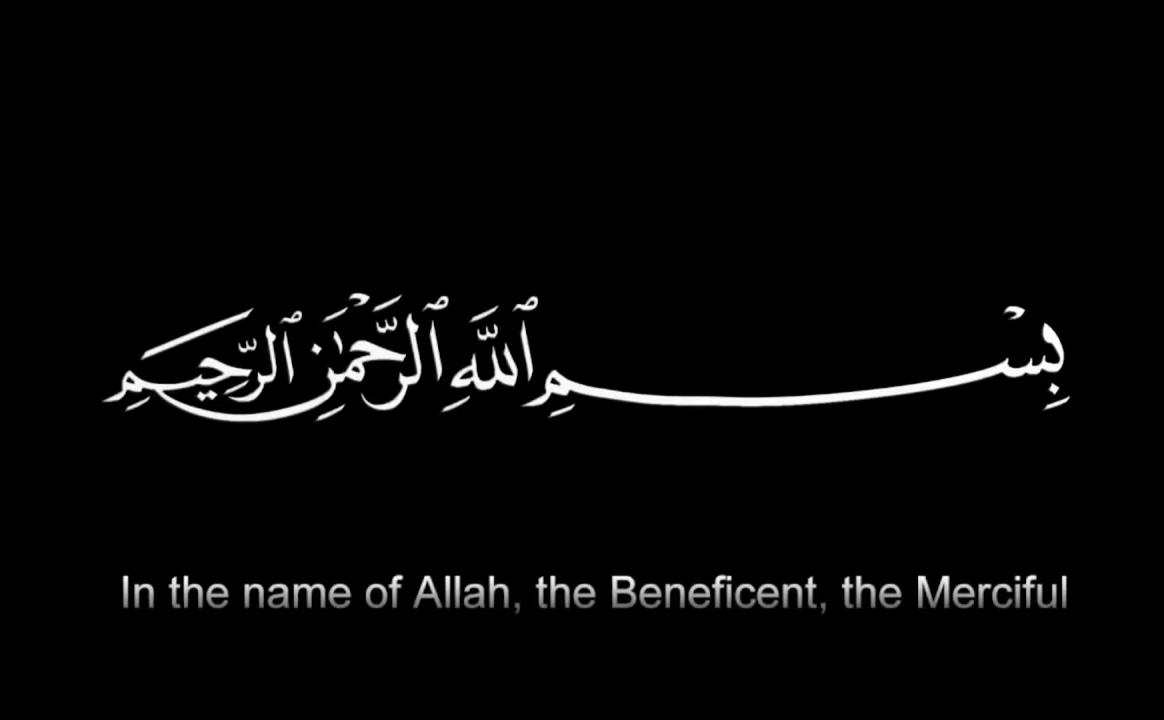 بِسْمِ ٱللَّهِ ٱلرَّحْمَٰنِ ٱلرَّحِيمِ
In the name of Allah, the Beneficent, the Merciful